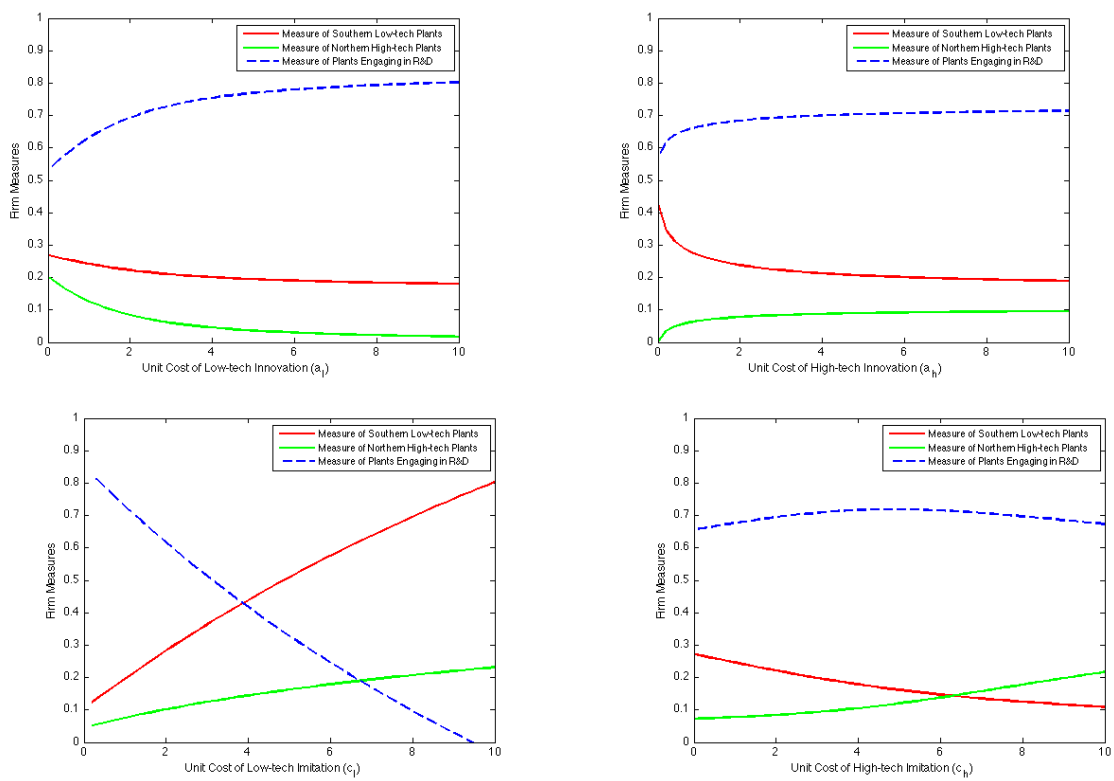 1
0.9
0.8
0.7
0.6
0.5
0.4
0.3
0.2
0.1
0
Firm Measures
Measure of Southern Low-tech Plants
Measure of Northern High-tech Plants
Measure of Plants Engaging in R&D
0 2 4 6 8 10
Unit Cost of Low-tech Innovation (a_l)
1
0.9
0.8
0.7
0.6
0.5
0.4
0.3
0.2
0.1
0
Firm Measures
Measure of Southern Low-tech Plants
Measure of Northern High-tech Plants
Measure of Plants Engaging in R&D
0 2 4 6 8 10
Unit Cost of High-tech Innovation (a_h)
1
0.9
0.8
0.7
0.6
0.5
0.4
0.3
0.2
0.1
0
Firm Measures
Measure of Southern Low-tech Plants
Measure of Northern High-tech Plants
Measure of Plants Engaging in R&D
0 2 4 6 8 10
Unit Cost of Low-tech Imitation (c_l)
1
0.9
0.8
0.7
0.6
0.5
0.4
0.3
0.2
0.1
0
Firm Measures
Measure of Southern Low-tech Plants
Measure of Northern High-tech Plants
Measure of Plants Engaging in R&D
0 2 4 6 8 10
Unit Cost of High-tech Imitation (c_h)